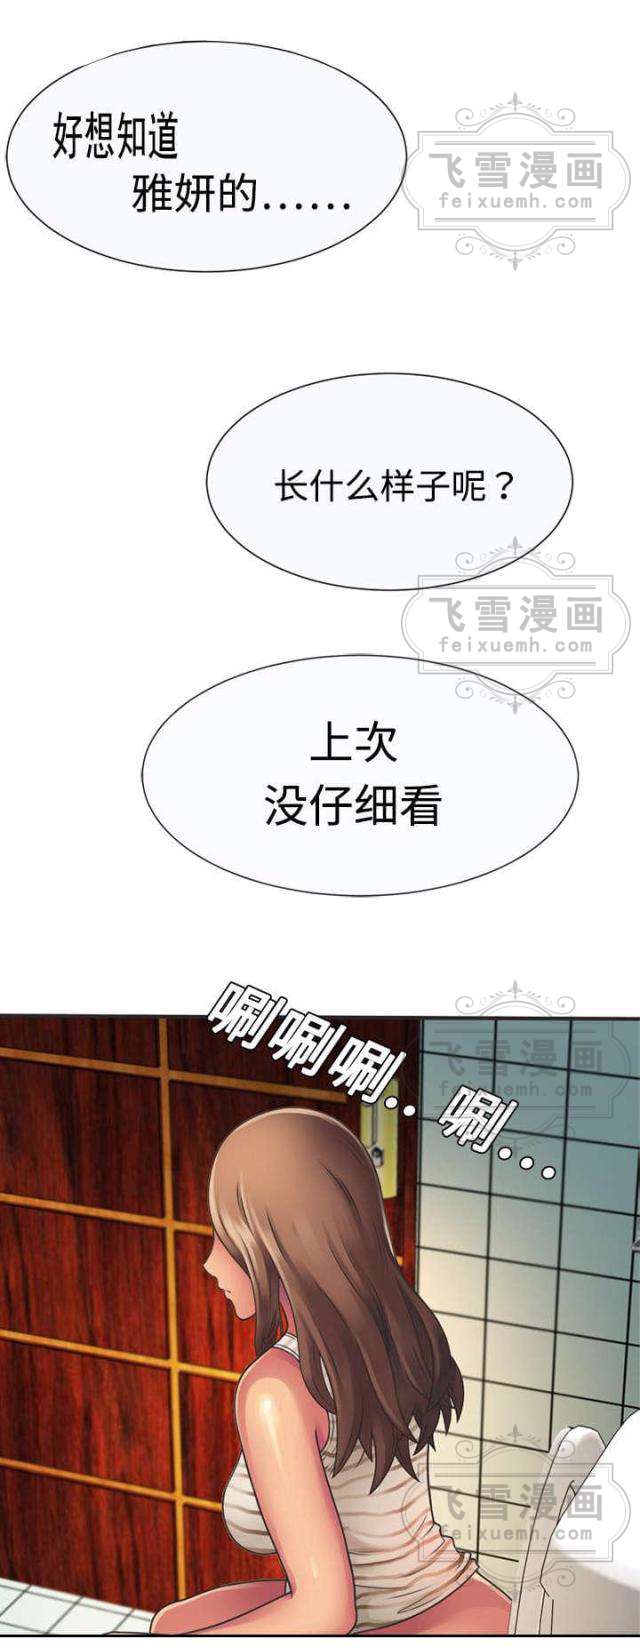 好想知道
雅妍的......
飞雪漫画
feixuemh.com
长什么样子呢？
飞雪漫画
feixuemh.com
上次
没仔细看
唰唰唰..唰...
飞雪漫画
feixuemh.com
飞雪漫画
feixuemh.com